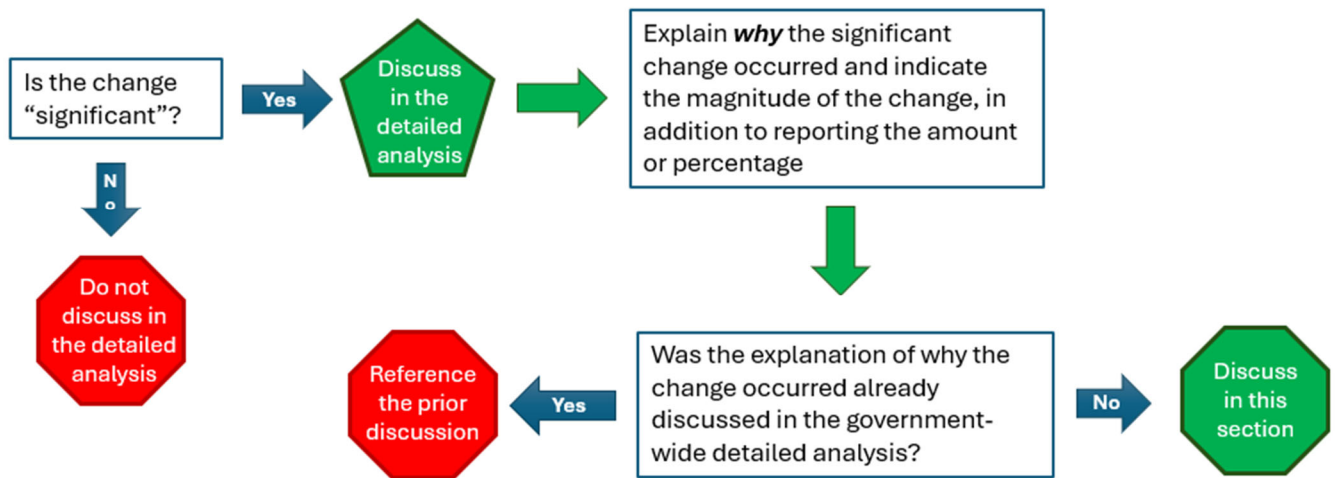 Is the change
“significant”?
Yes
Discuss
in the
detailed
analysis
Explain why the significant
change occurred and indicate
the magnitude of the change, in
addition to reporting the amount
or percentage
N
o
Do not
discuss in
the detailed
analysis
Was the explanation of why the
change occurred already
discussed in the government-
wide detailed analysis?
Yes
Reference
the prior
discussion
No
Discuss
in this
section